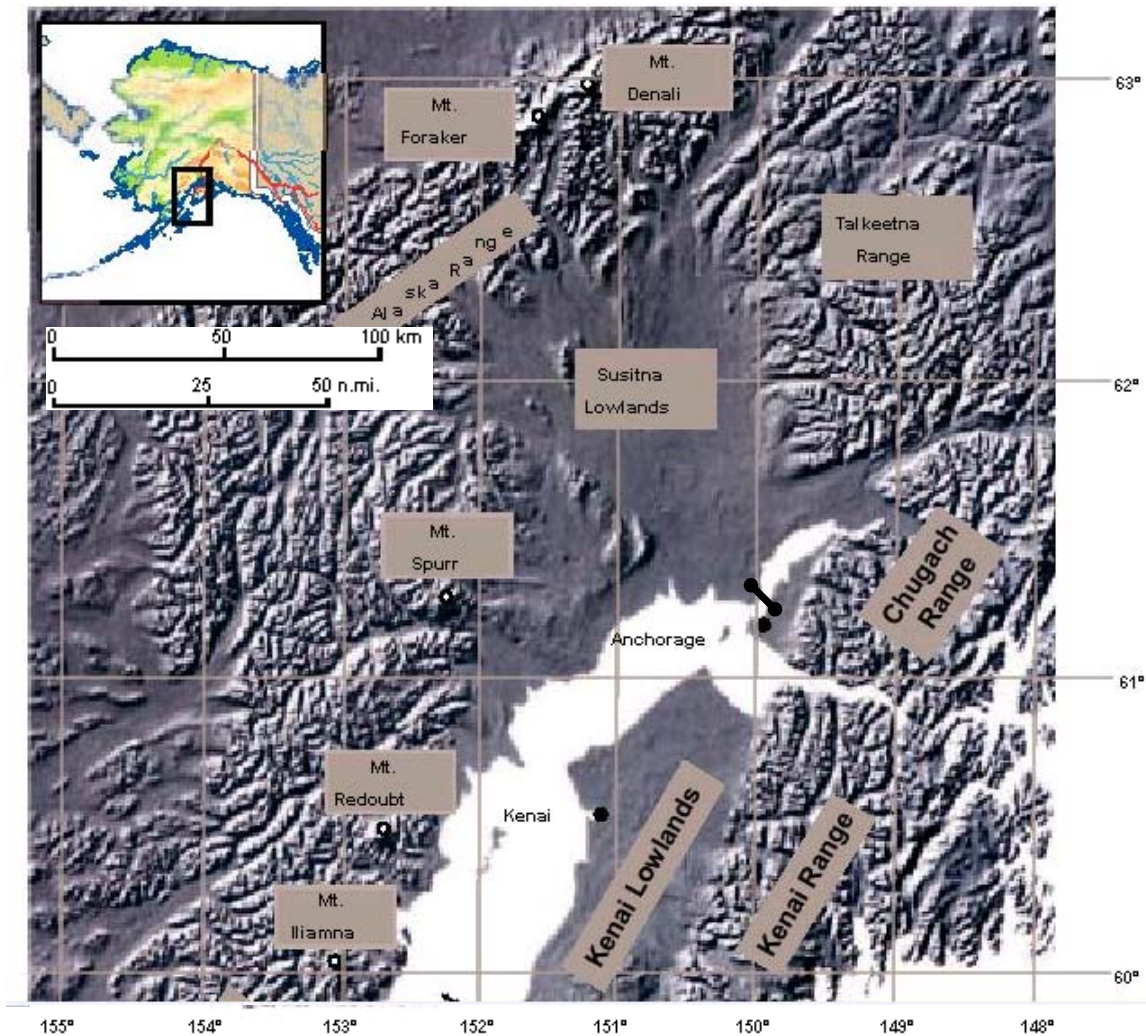 Mt.
Denali
63°
Mt.
Foraker
Talkeetna
Range
Alaska Range
0 50 100 km
0 25 50 n.mi.
Susitna
Lowlands
62°
Mt.
Spurr
Chugach
Range
Anchorage
61°
Mt.
Redoubt
Kenai
Kenai Lowlands
Kenai Range
Mt.
Iliamna
60°
155° 154° 153° 152° 151° 150° 149° 148°